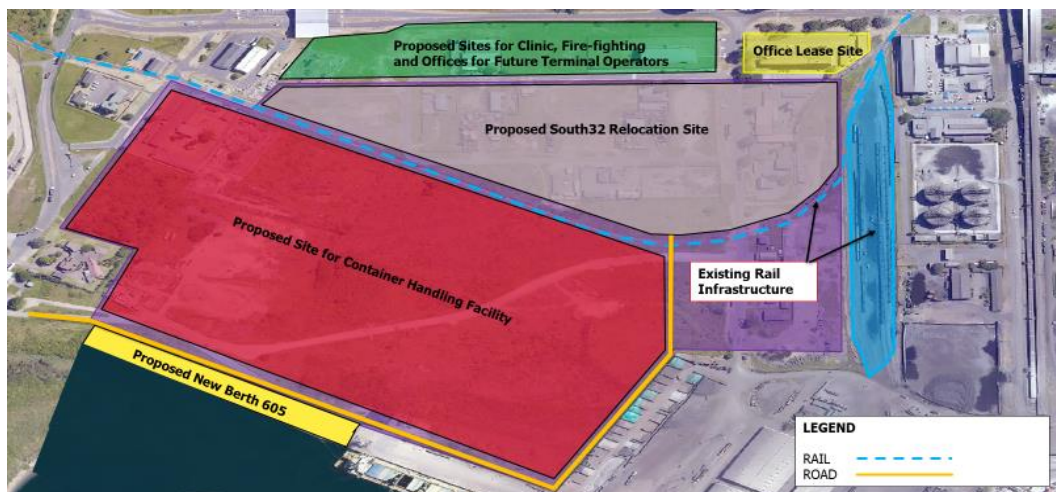 Proposed Sites for Clinic, Fire-fighting
and Offices for Future Terminal Operators
Office Lease Site
Proposed South32 Relocation Site
Proposed Site for Container Handling Facility
Existing Rail
Infrastructure
Proposed New Berth 605
LEGEND
RAIL
ROAD